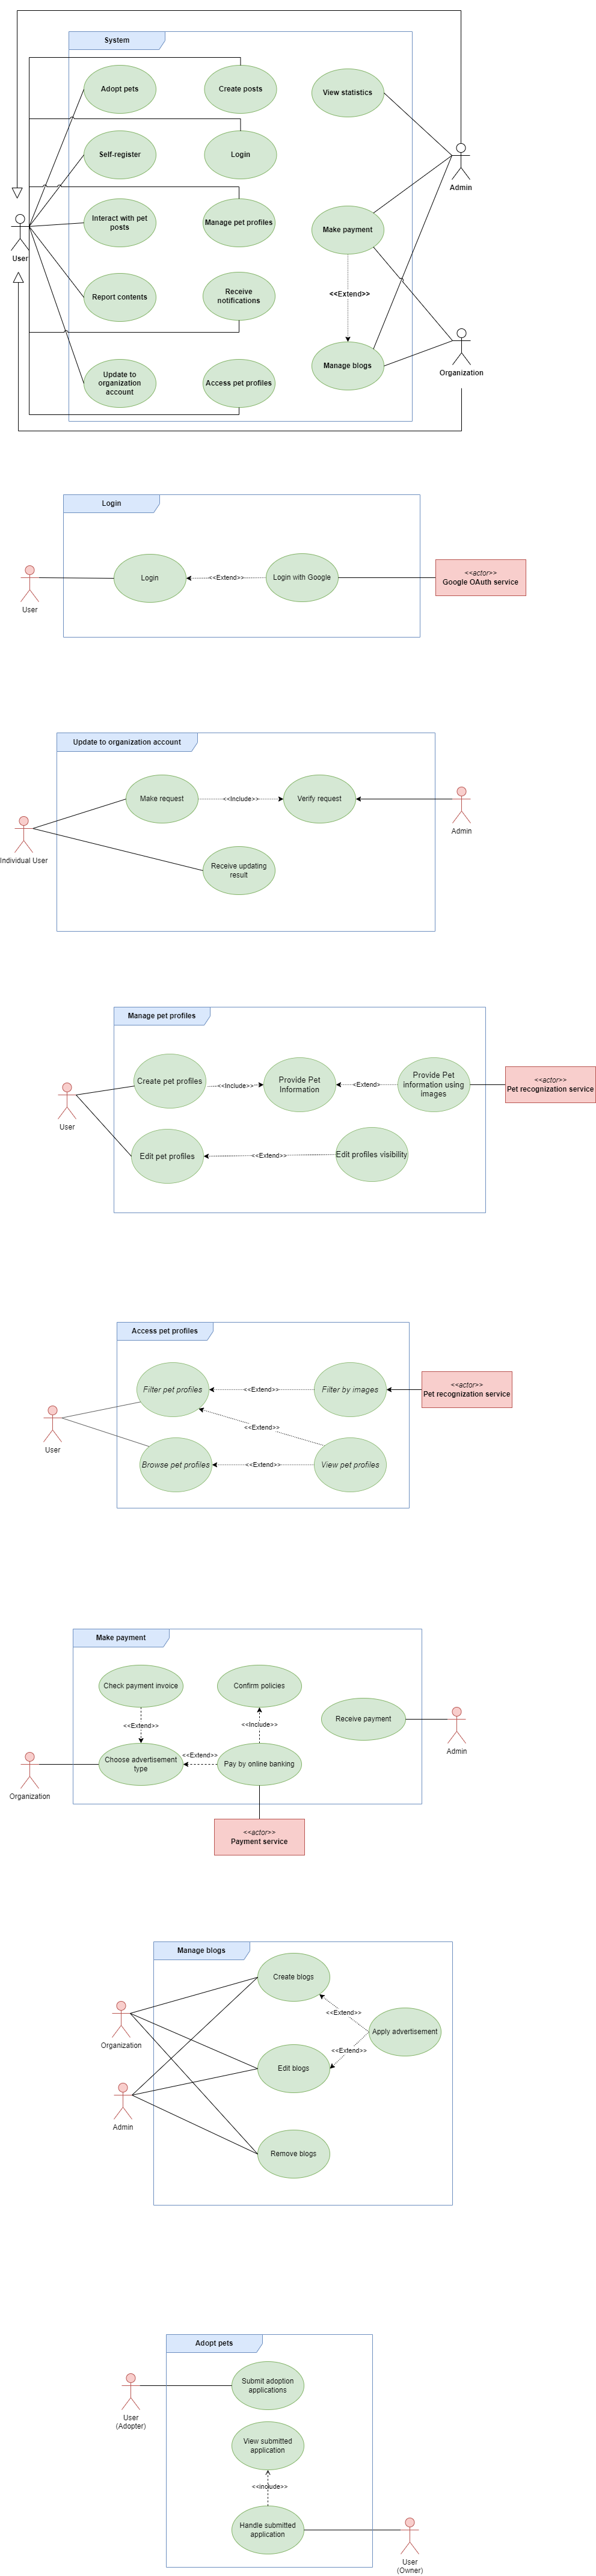 System
Adopt pets
Create posts
View statistics
Self-register
Login
Admin
Interact with pet
posts
Manage pet profiles
Make payment
User
Report contents
Receive
notifications
<<Extend>>
Update to
organization
account
Access pet profiles
Manage blogs
Organization
Login
Login
<<Extend>>
Login with Google
<<actor>>
Google OAuth service
User
Update to organization account
Make request
<<Include>>
Verify request
Admin
Individual User
Receive updating
result
Manage pet profiles
Create pet profiles
<<Include>>
Provide Pet
Information
<Extend>
Provide Pet
information using
images
<<actor>>
Pet recognization service
User
Edit pet profiles
<<Extend>>
Edit profiles visibility
Access pet profiles
Filter pet profiles
<<Extend>>
Filter by images
<<actor>>
Pet recognization service
<<Extend>>
User
Browse pet profiles
<<Extend>>
View pet profiles
Make payment
Check payment invoice
Confirm policies
<<Extend>>
<<Include>>
Receive payment
Admin
Choose advertisement
type
<<Extend>>
Pay by online banking
Organization
<<actor>>
Payment service
Manage blogs
Create blogs
<<Extend>>
Apply advertisement
Organization
<<Extend>>
Edit blogs
Admin
Remove blogs
Adopt pets
Submit adoption
applications
User
(Adopter)
View submitted
application
<<include>>
Handle submitted
application
User
(Owner)